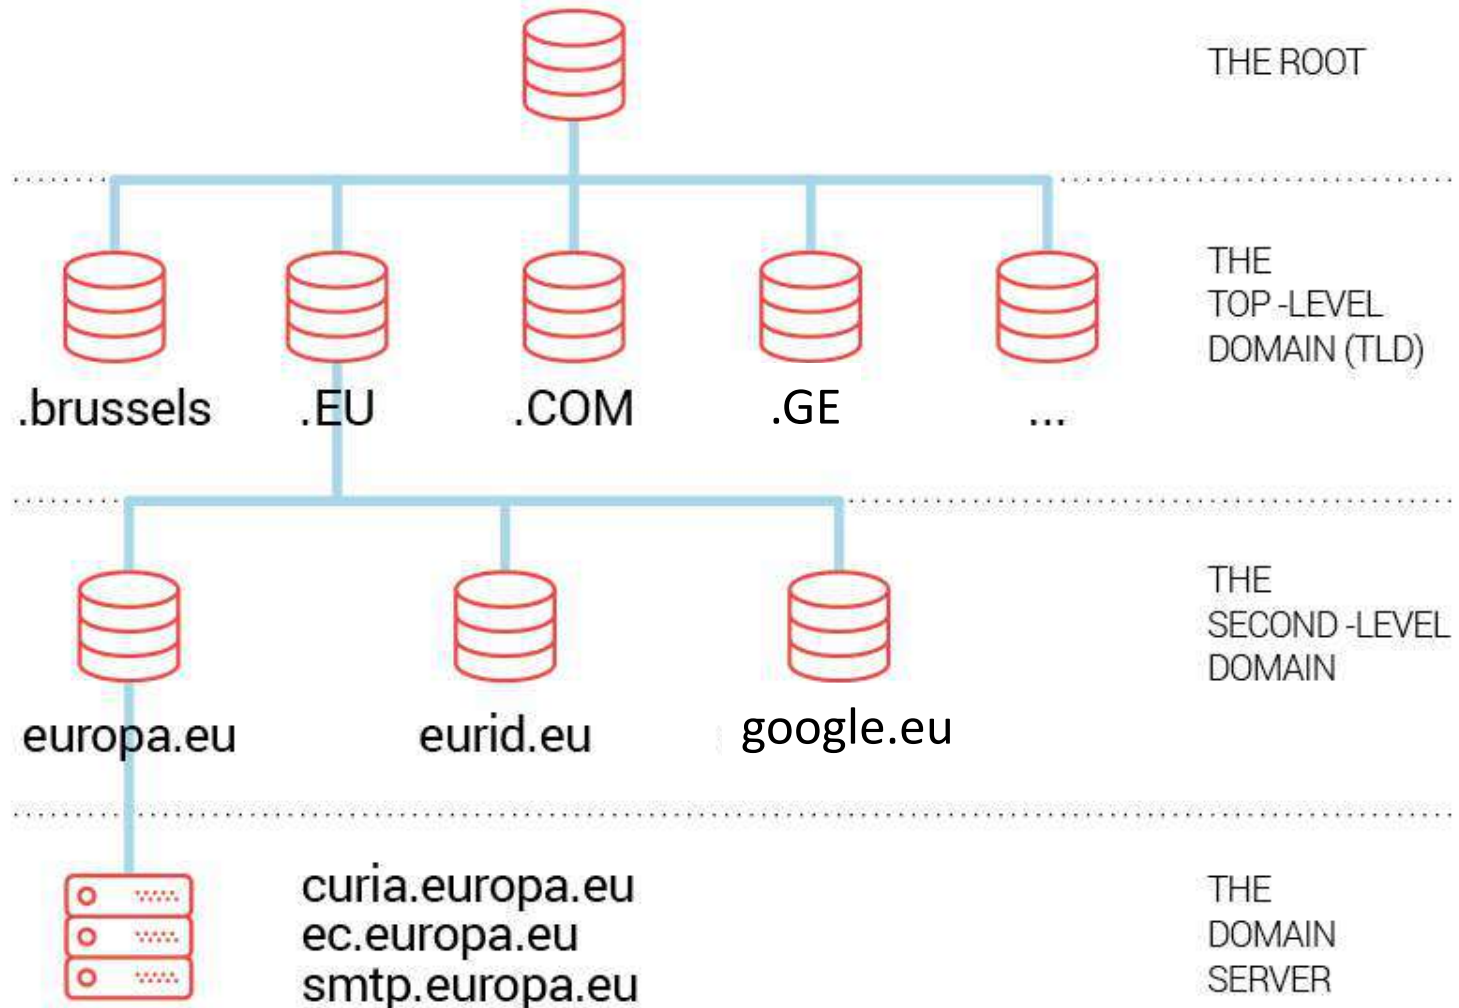 THE ROOT
THE
TOP -LEVEL
DOMAIN (TLD)
.brussels
.EU
.COM
.GE
...
THE
SECOND -LEVEL
DOMAIN
europa.eu
eurid.eu
google.eu
curia.europa.eu
ec.europa.eu
smtp.europa.eu
THE
DOMAIN
SERVER